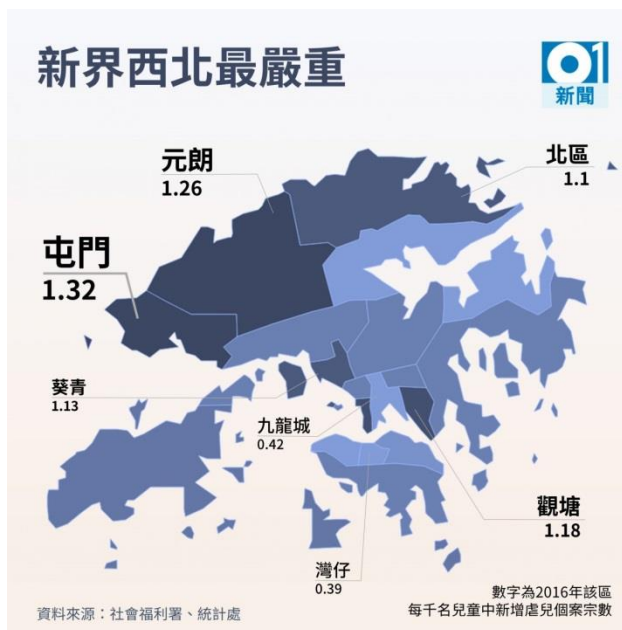 新界西北最嚴重
01
新聞
元朗
1.26
北區
1.1
屯門
1.32
葵青
1.13
九龍城
0.42
觀塘
1.18
灣仔
0.39
數字為2016年該區
每千名兒童中新增虐兒個案宗數
資料來源：社會福利署、統計處